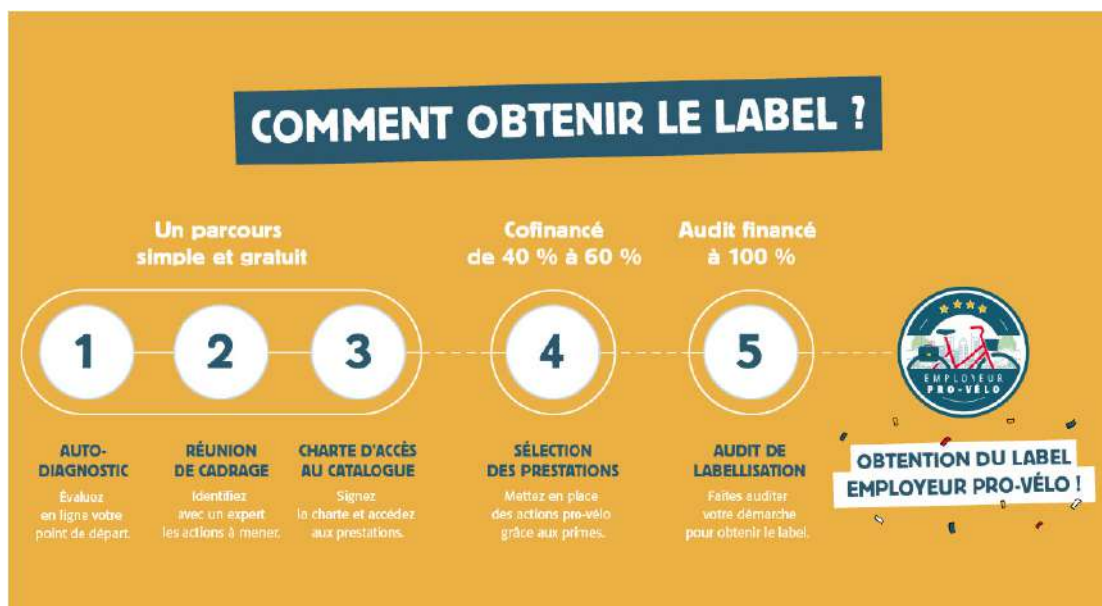 COMMENT OBTENIR LE LABEL ?
Un parcours
simple et gratuit
Cofinancé
de 40 % à 60 %
Audit financé
à 100 %
1
2
3
4
5
EMPLOYEUR
PRO-VÉLO
AUTO-
DIAGNOSTIC
Évaluez
en ligne votre
point de départ.
RÉUNION
DE CADRAGE
Identifiez
avec un expert
les actions à mener.
CHARTE D'ACCÈS
AU CATALOGUE
Signez
la charte et accédez
aux prestations.
SÉLECTION
DES PRESTATIONS
Mettez en place
des actions pro-vélo
grâce aux primes.
AUDIT DE
LABELLISATION
Faites auditer
votre démarche
pour obtenir le label.
OBTENTION DU LABEL
EMPLOYEUR PRO-VÉLO !